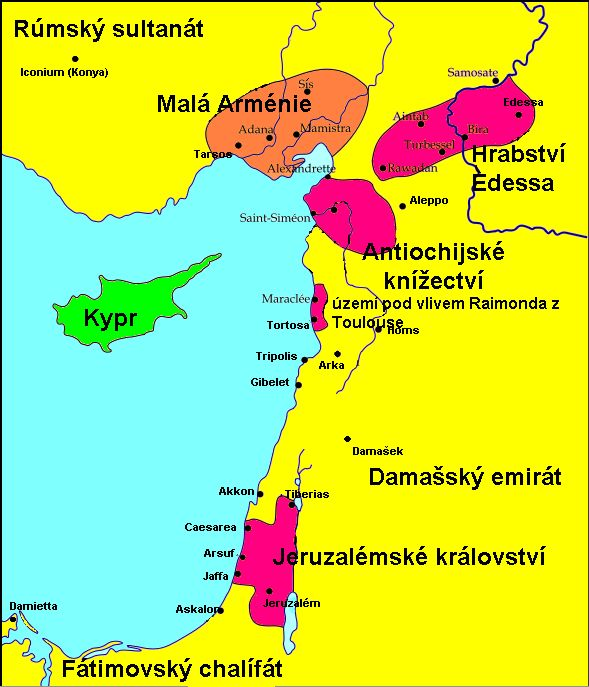 Rúmský sultanát
Iconium (Konya)
Samosate
Sís
Edessa
Malá Arménie
Aintab
Adana
Mamistra
Bira
Tarsos
Turbessel
Hrabství
Edessa
Alexandrette
Rawadan
Aleppo
Saint-Siméon
Antiochijské
knížectví
Maraclée
území pod vlivem Raimonda z
Toulouse
Kypr
Tortosa
Homs
Tripolis
Arka
Gibelet
Damašek
Damašský emirát
Akkon
Tiberias
Caesarea
Arsuf
Jeruzalémské království
Jaffa
Jeruzalém
Damietta
Askalon
Fátimovský chalífát